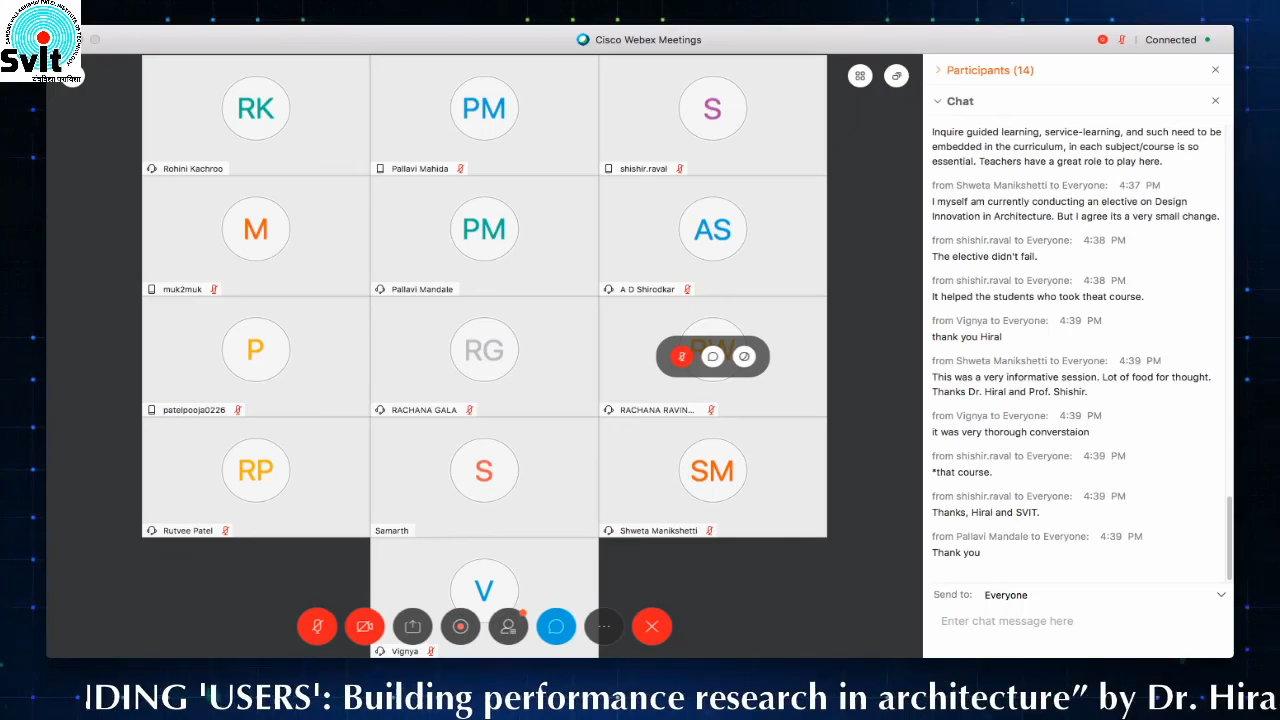 SVIT
Cisco Webex Meetings
Connected
RK
Rohini Kachroo
PM
Pallavi Mahida
S
shishir.raval
M
muk2muk
PM
Pallavi Mandale
AS
A D Shirodkar
P
patelpooja0226
RG
RACHANA GALA
RACHANA RAVIN...
RP
Rutvee Patel
S
Samarth
SM
Shweta Manikshetti
V
Vignya
Participants (14)
Chat
Inquire guided learning, service-learning, and such need to be
embedded in the curriculum, in each subject/course is so
essential. Teachers have a great role to play here.
from Shweta Manikshetti to Everyone: 4:37 PM
I myself am currently conducting an elective on Design
Innovation in Architecture. But I agree its a very small change.
from shishir.raval to Everyone: 4:38 PM
The elective didn't fail.
from shishir.raval to Everyone: 4:38 PM
It helped the students who took theat course.
from Vignya to Everyone: 4:39 PM
thank you Hiral
from Shweta Manikshetti to Everyone: 4:39 PM
This was a very informative session. Lot of food for thought.
Thanks Dr. Hiral and Prof. Shishir.
from Vignya to Everyone: 4:39 PM
it was very thorough converstaion
from shishir.raval to Everyone: 4:39 PM
*that course.
from shishir.raval to Everyone: 4:39 PM
Thanks, Hiral and SVIT.
from Pallavi Mandale to Everyone: 4:39 PM
Thank you
Send to: Everyone
Enter chat message here
IDING 'USERS': Building performance research in architecture” by Dr. Hira